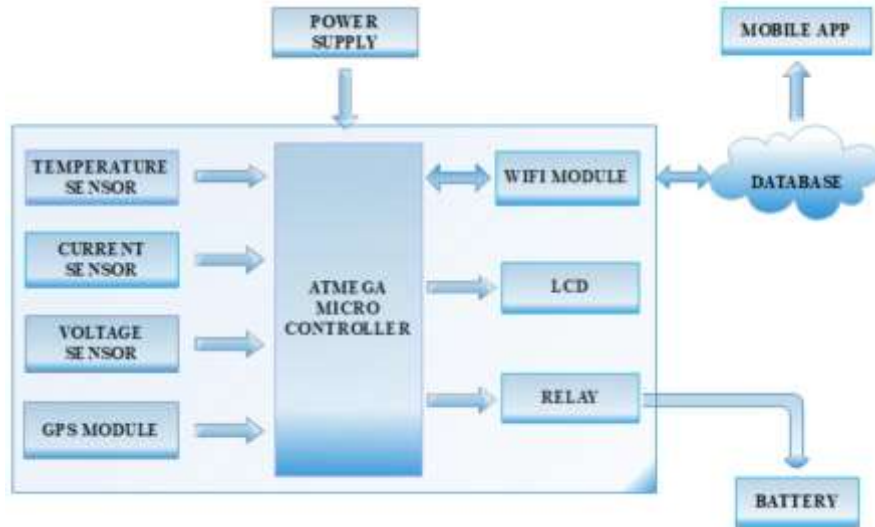 POWER
SUPPLY
MOBILE APP
TEMPERATURE
SENSOR
WIFI MODULE
DATABASE
CURRENT
SENSOR
ATMEGA
MICRO
CONTROLLER
LCD
VOLTAGE
SENSOR
RELAY
GPS MODULE
BATTERY